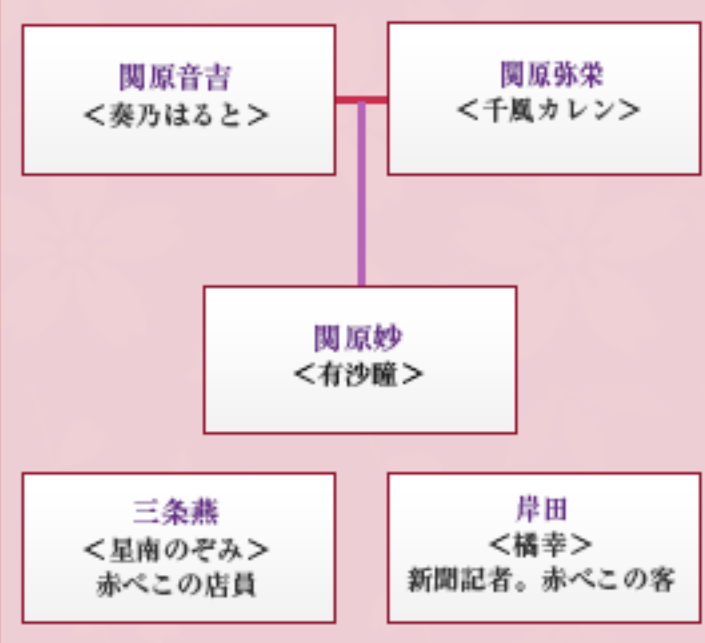 関原音吉
<奏乃はると>
関原弥栄
<千風カレン>
関原妙
<有沙瞳>
三条燕
<星南のぞみ>
赤べこの店員
岸田
<橘幸>
新聞記者。赤べこの客